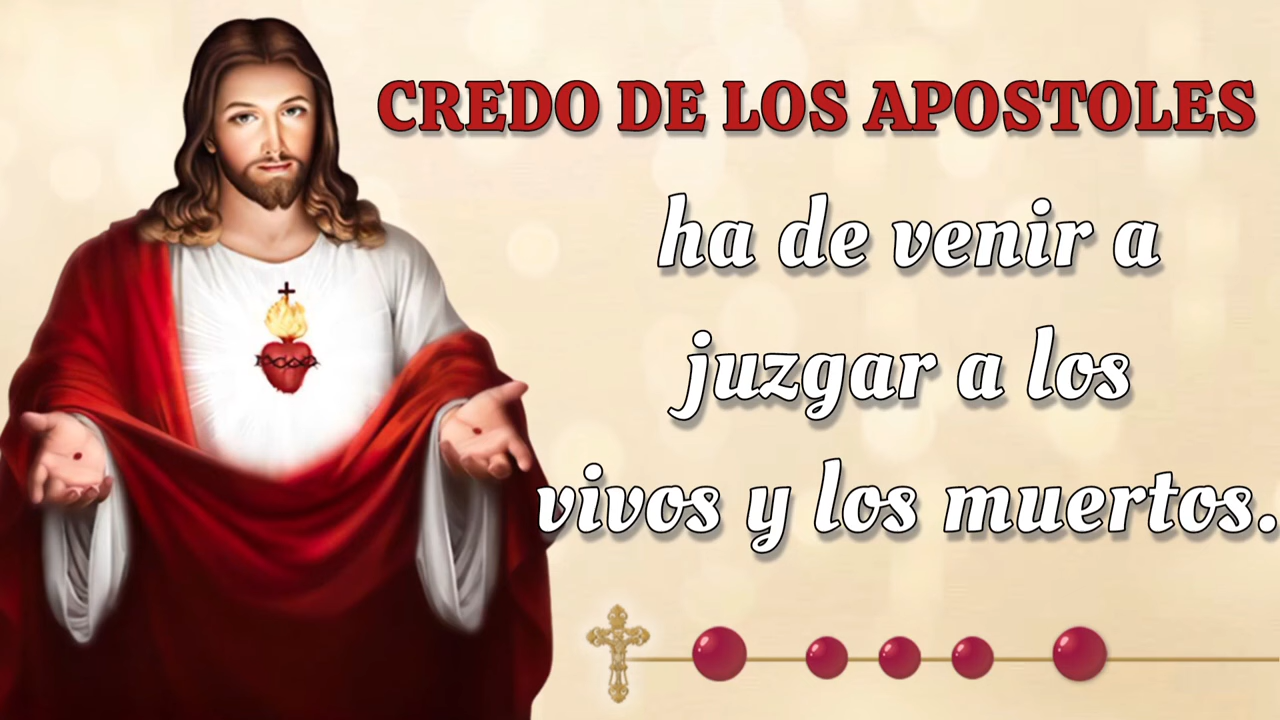 CREDO DE LOS APOSTOLES
ha de venir a
juzgar a los
vivos y los muertos.